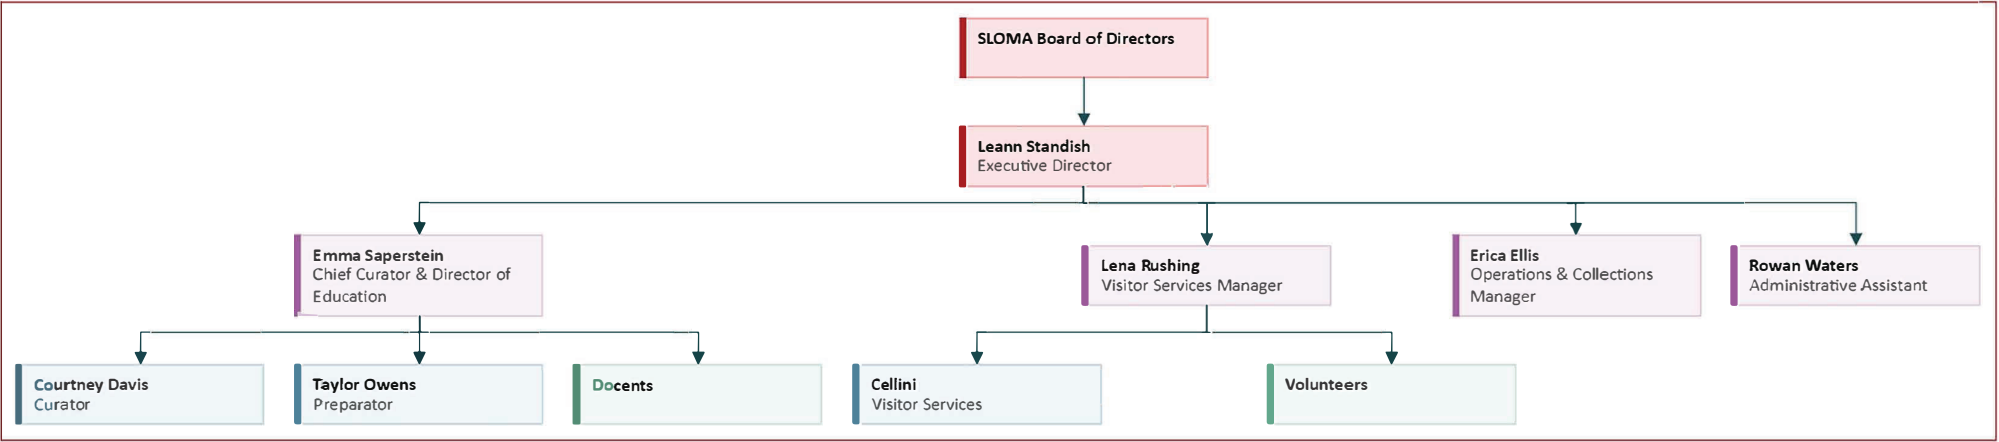 SLOMA Board of Directors
Leann Standish
Executive Director
Emma Saperstein
Chief Curator & Director of
Education
Lena Rushing
Visitor Services Manager
Erica Ellis
Operations & Collections
Manager
Rowan Waters
Administrative Assistant
Courtney Davis
Curator
Taylor Owens
Preparator
Docents
Cellini
Visitor Services
Volunteers